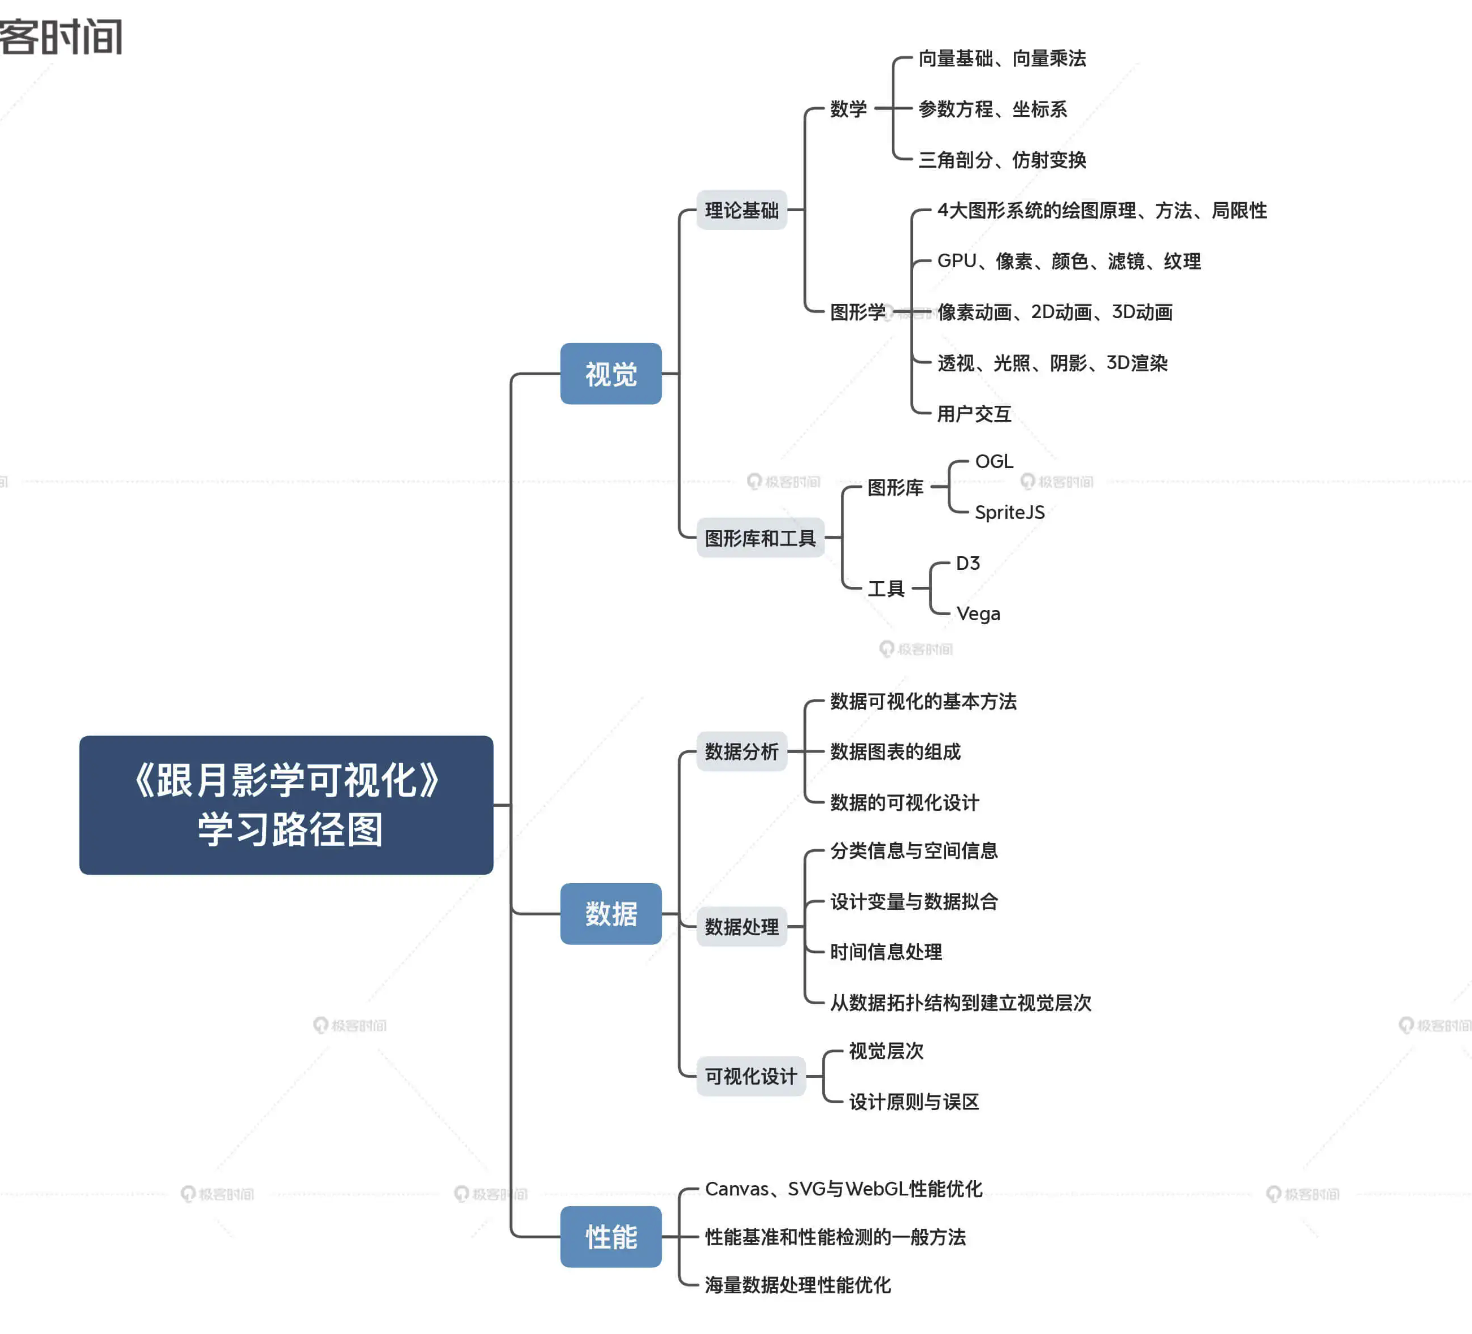 客时间
《跟月影学可视化》
学习路径图
视觉
理论基础
数学
向量基础、向量乘法
参数方程、坐标系
三角剖分、仿射变换
图形学
4大图形系统的绘图原理、方法、局限性
GPU、像素、颜色、滤镜、纹理
像素动画、2D动画、3D动画
透视、光照、阴影、3D渲染
用户交互
图形库和工具
图形库
OGL
SpriteJS
工具
D3
Vega
数据
数据分析
数据可视化的基本方法
数据图表的组成
数据的可视化设计
数据处理
分类信息与空间信息
设计变量与数据拟合
时间信息处理
从数据拓扑结构到建立视觉层次
可视化设计
视觉层次
设计原则与误区
性能
Canvas、SVG与WebGL性能优化
性能基准和性能检测的一般方法
海量数据处理性能优化
极客时间
极客时间
极客时间
极客时间
极客时间
极客时间
极客时间
极客时间